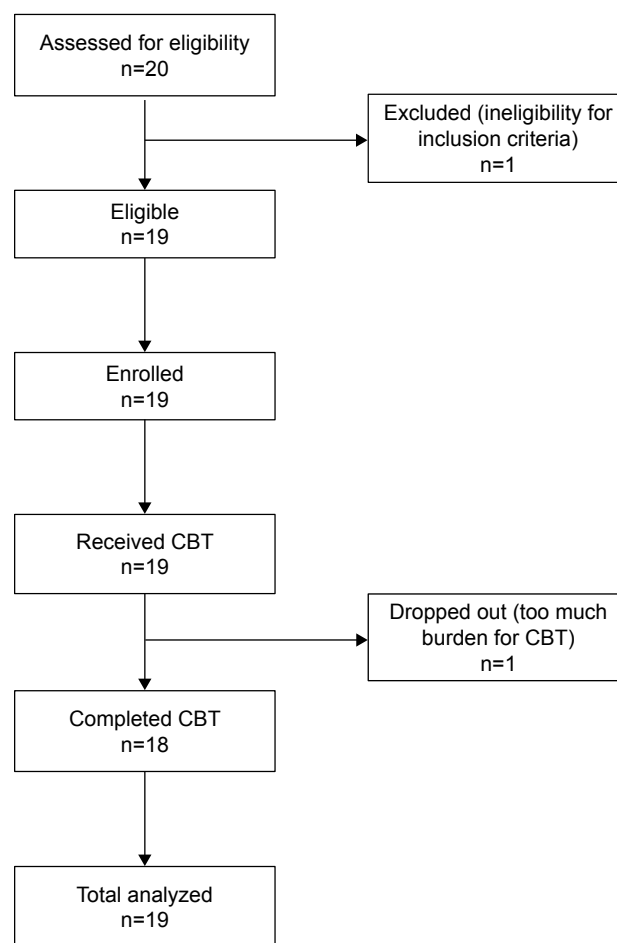 Assessed for eligibility
n=20
Excluded (ineligibility for
inclusion criteria)
n=1
Eligible
n=19
Enrolled
n=19
Received CBT
n=19
Dropped out (too much
burden for CBT)
n=1
Completed CBT
n=18
Total analyzed
n=19